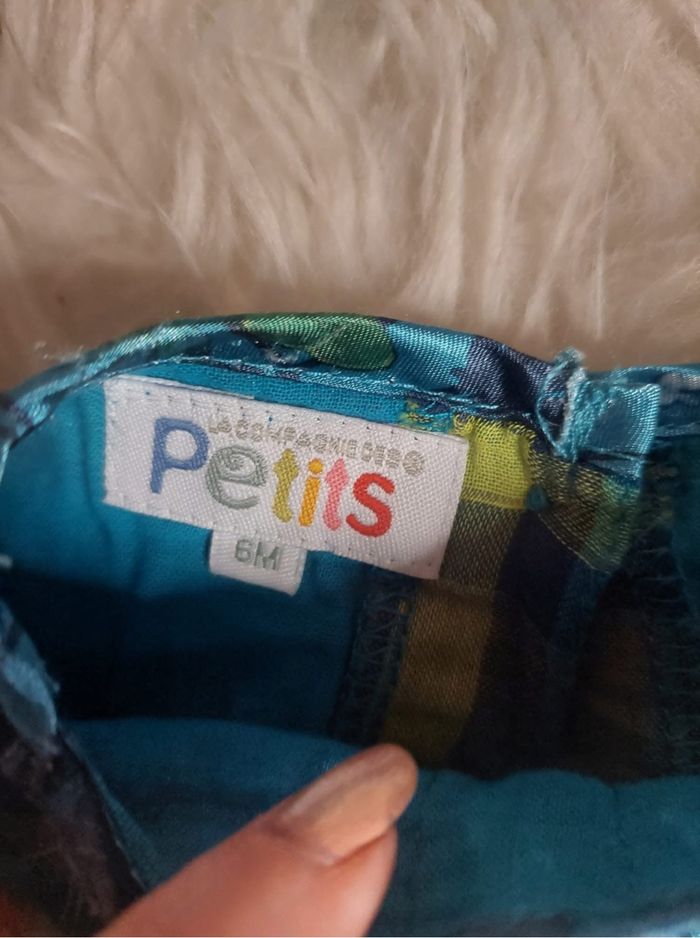 LA COMPAGNIE DES
Petits
6M